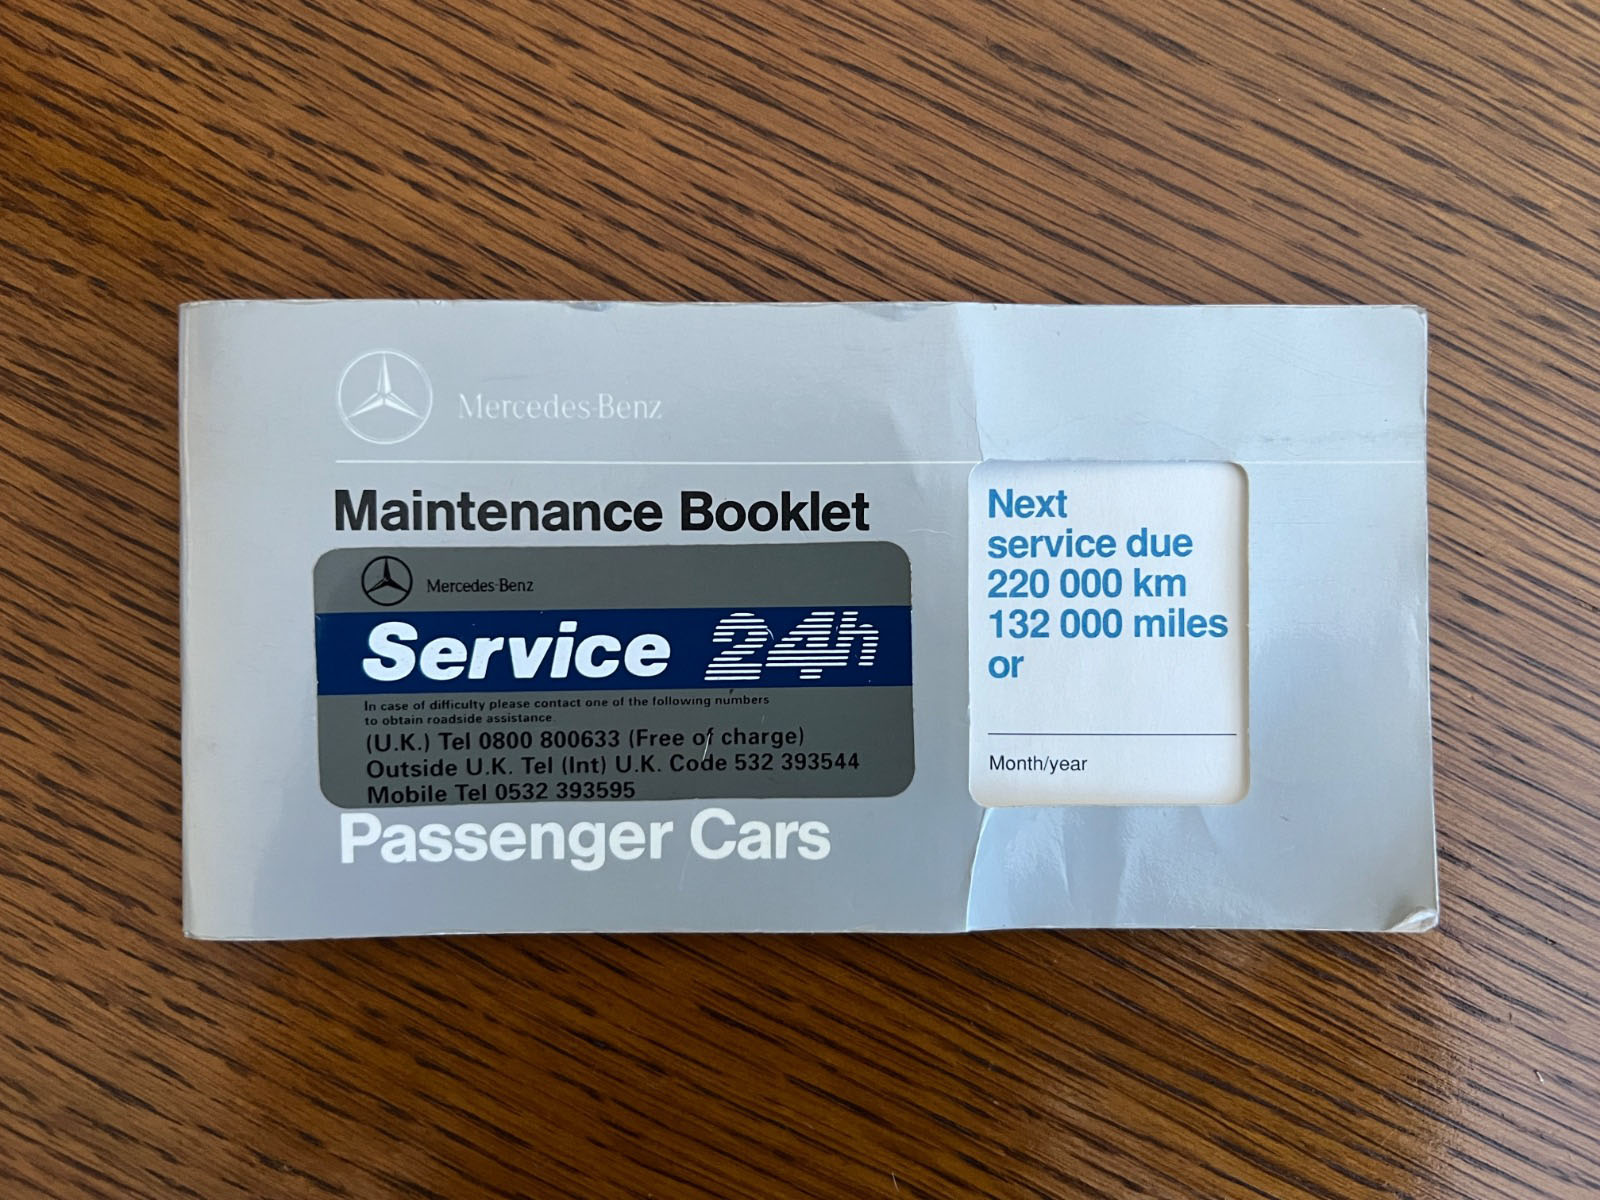 Mercedes-Benz
Maintenance Booklet
Mercedes-Benz
Service 24h
In case of difficulty please contact one of the following numbers
to obtain roadside assistance.
(U.K.) Tel 0800 800633 (Free of charge)
Outside U.K. Tel (Int) U.K. Code 532 393544
Mobile Tel 0532 393595
Passenger Cars
Next
service due
220 000 km
132 000 miles
or
Month/year